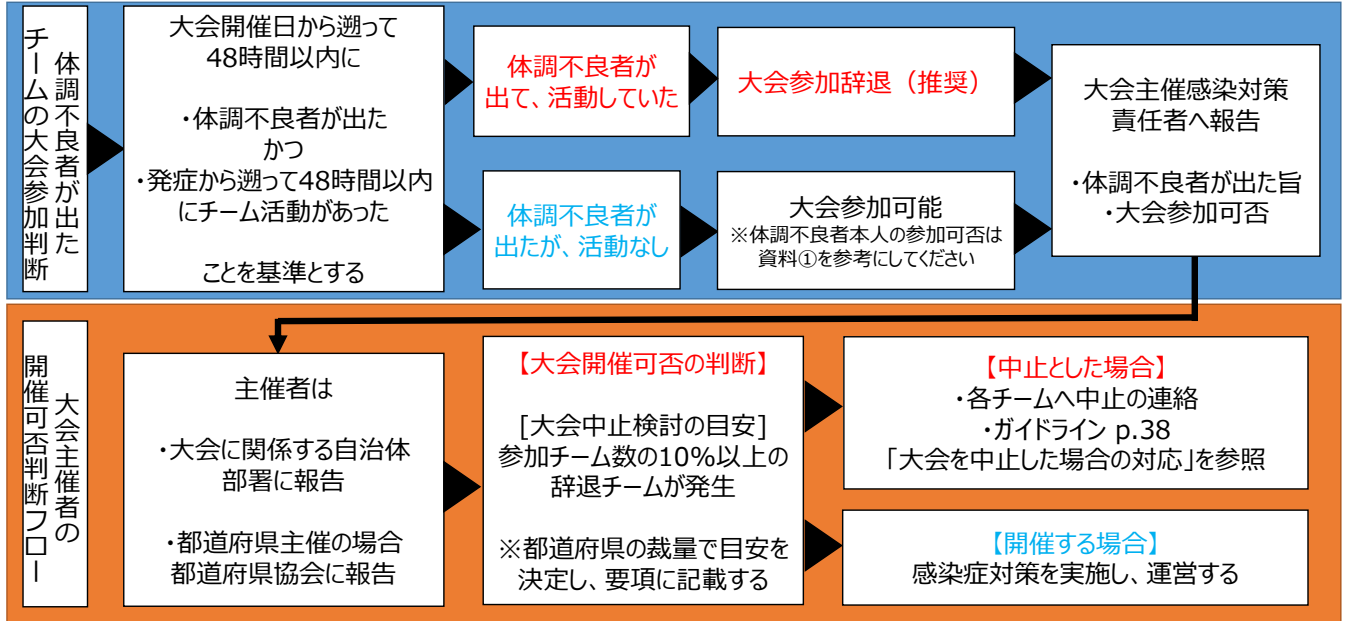 体調不良者が出た
チームの大会参加判断
大会開催日から遡って
48時間以内に
・体調不良者が出た
かつ
・発症から遡って48時間以内
にチーム活動があった
ことを基準とする
体調不良者が
出て、活動していた
大会参加辞退（推奨）
体調不良者が
出たが、活動なし
大会参加可能
※体調不良者本人の参加可否は
資料①を参考にしてください
大会主催感染対策
責任者へ報告
・体調不良者が出た旨
・大会参加可否
大会主催者の
開催可否判断フロー
主催者は
・大会に関係する自治体
部署に報告
・都道府県主催の場合
都道府県協会に報告
【大会開催可否の判断】
[大会中止検討の目安]
参加チーム数の10%以上の
辞退チームが発生
※都道府県の裁量で目安を
決定し、要項に記載する
【中止とした場合】
・各チームへ中止の連絡
・ガイドライン p.38
「大会を中止した場合の対応」を参照
【開催する場合】
感染症対策を実施し、運営する